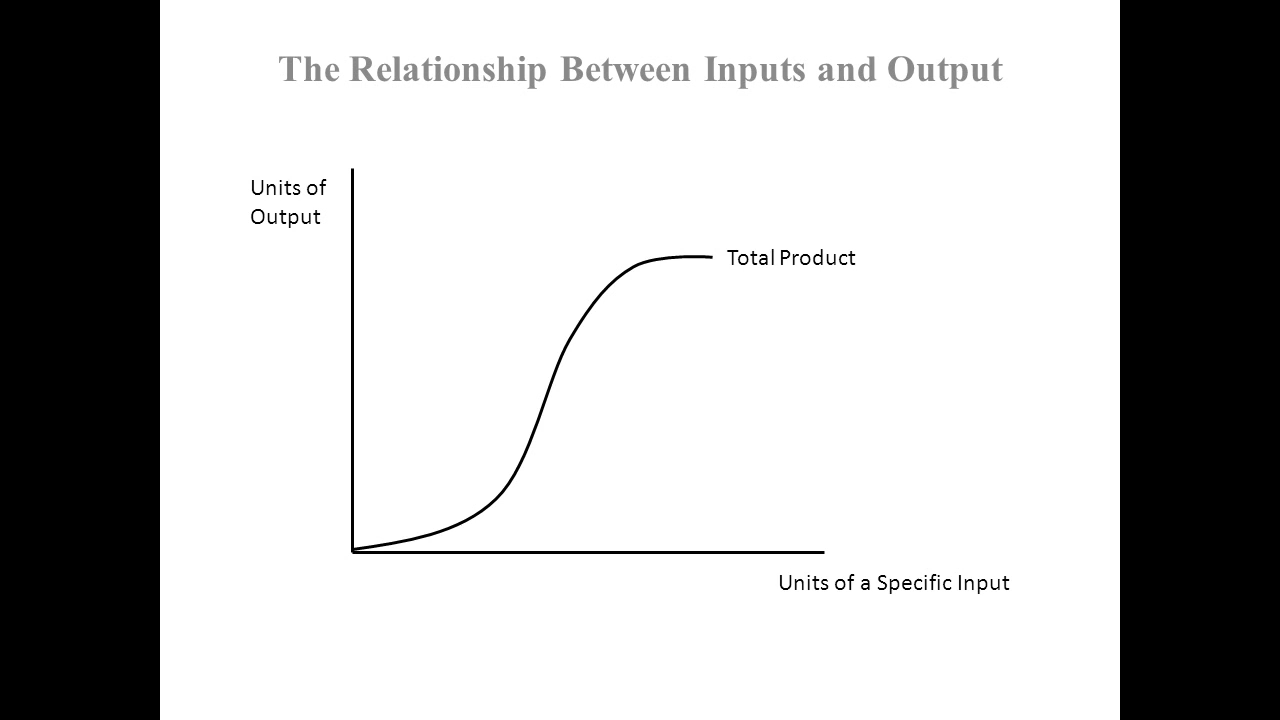 The Relationship Between Inputs and Output
Units of
Output
Total Product
Units of a Specific Input